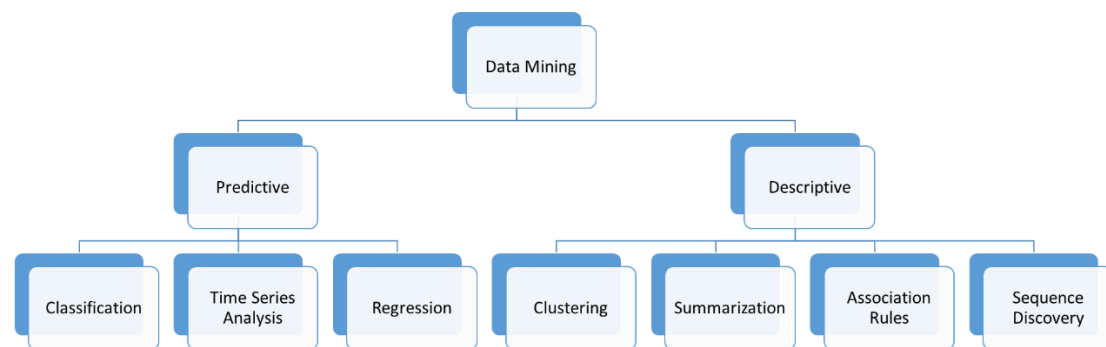 Data Mining
Predictive
Descriptive
Classification
Time Series
Analysis
Regression
Clustering
Summarization
Association
Rules
Sequence
Discovery